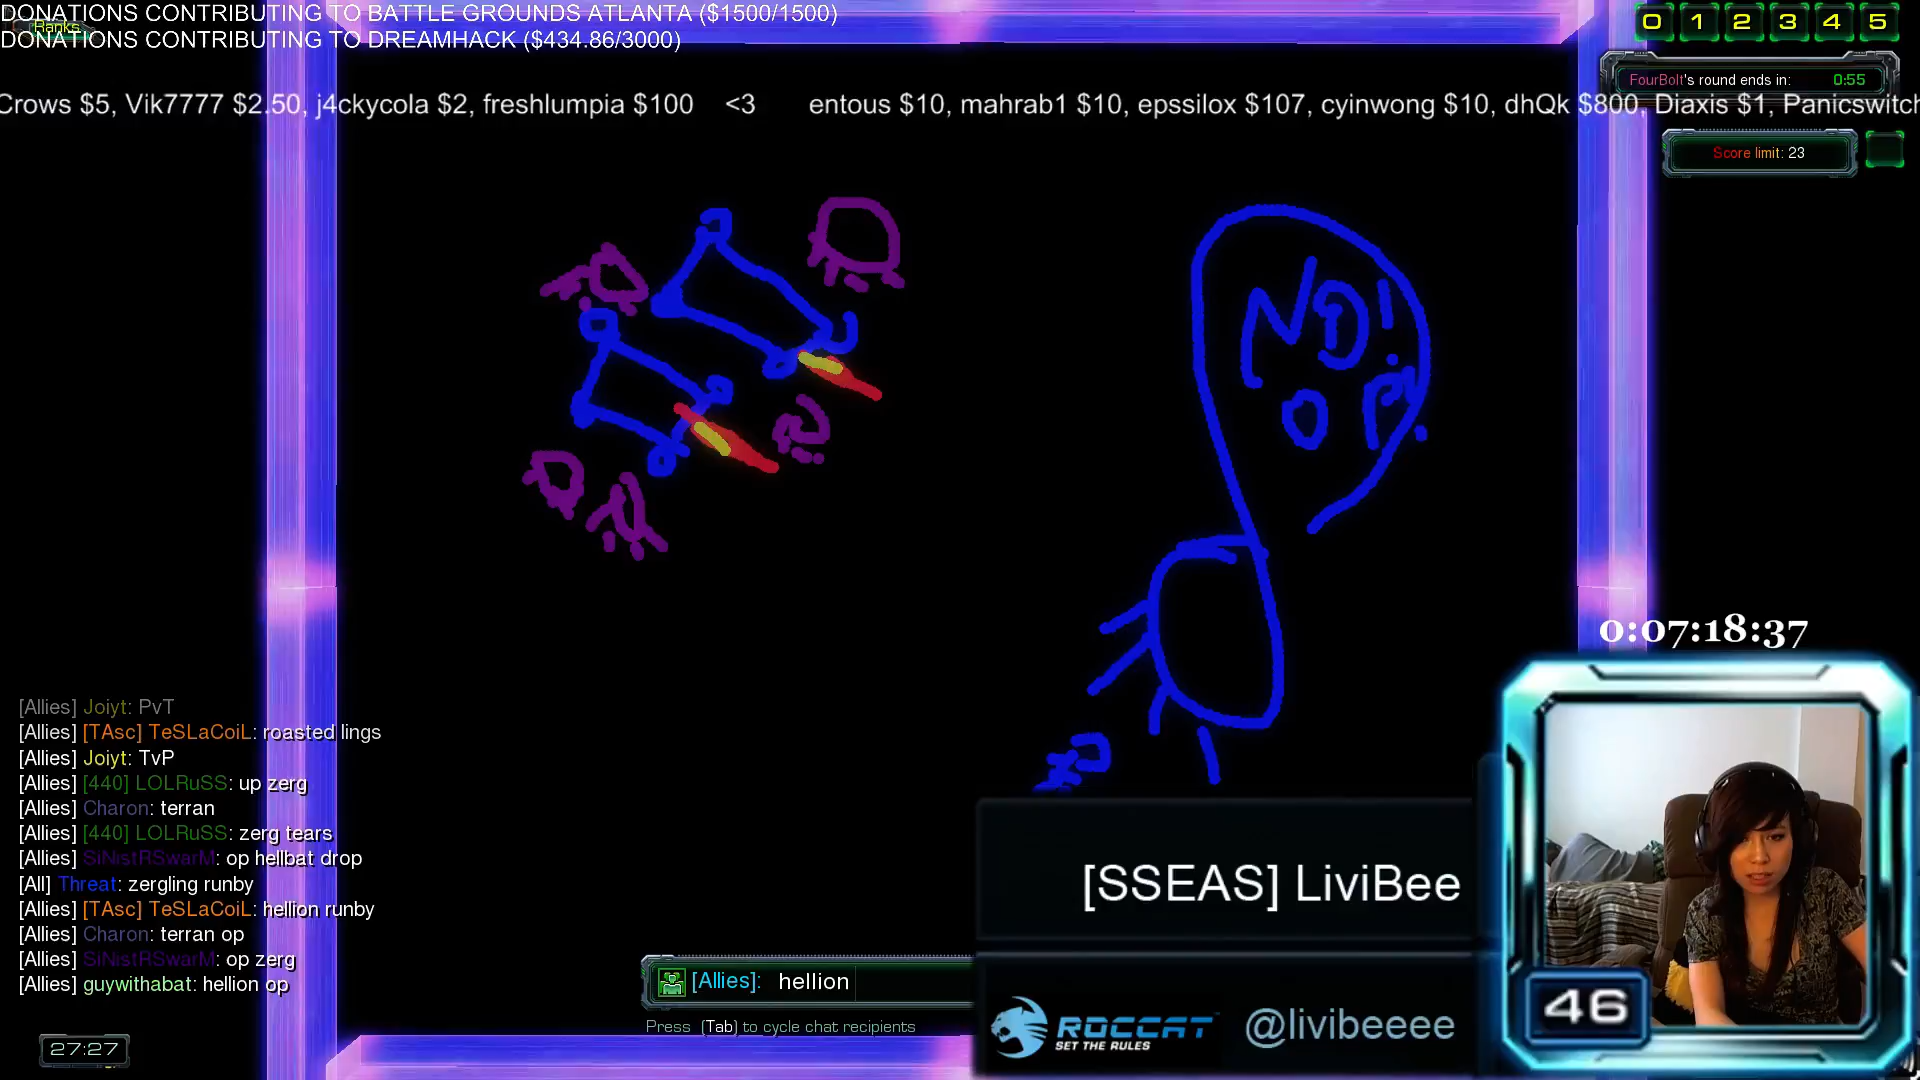 DONATIONS CONTRIBUTING TO BATTLE GROUNDS ATLANTA ($1500/1500)
Ranks
DONATIONS CONTRIBUTING TO DREAMHACK ($434.86/3000)
0 1 2 3 4 5
FourBolt's round ends in: 0:55
Crows $5, Vik7777 $2.50, j4ckycola $2, freshlumpia $100 <3 entous $10, mahrab1 $10, epssilox $107, cyinwong $10, dhQk $800, Diaxis $1, Panicswitch
Score limit: 23
NO!
OP!
0:07:18:37
[Allies] Joiyt: PvT
[Allies] [TAsc] TeSLaCoiL: roasted lings
[Allies] Joiyt: TvP
[Allies] [440] LOLRuSS: up zerg
[Allies] Charon: terran
[Allies] [440] LOLRuSS: zerg tears
[Allies] SiNistRSwarM: op hellbat drop
[All] Threat: zergling runby
[Allies] [TAsc] TeSLaCoiL: hellion runby
[Allies] Charon: terran op
[Allies] SiNistRSwarM: op zerg
[Allies] guywithabat: hellion op
[Allies]: hellion
Press (Tab) to cycle chat recipients
27:27
[SSEAS] LiviBee
ROCCAT
SET THE RULES
@livibeeee
46